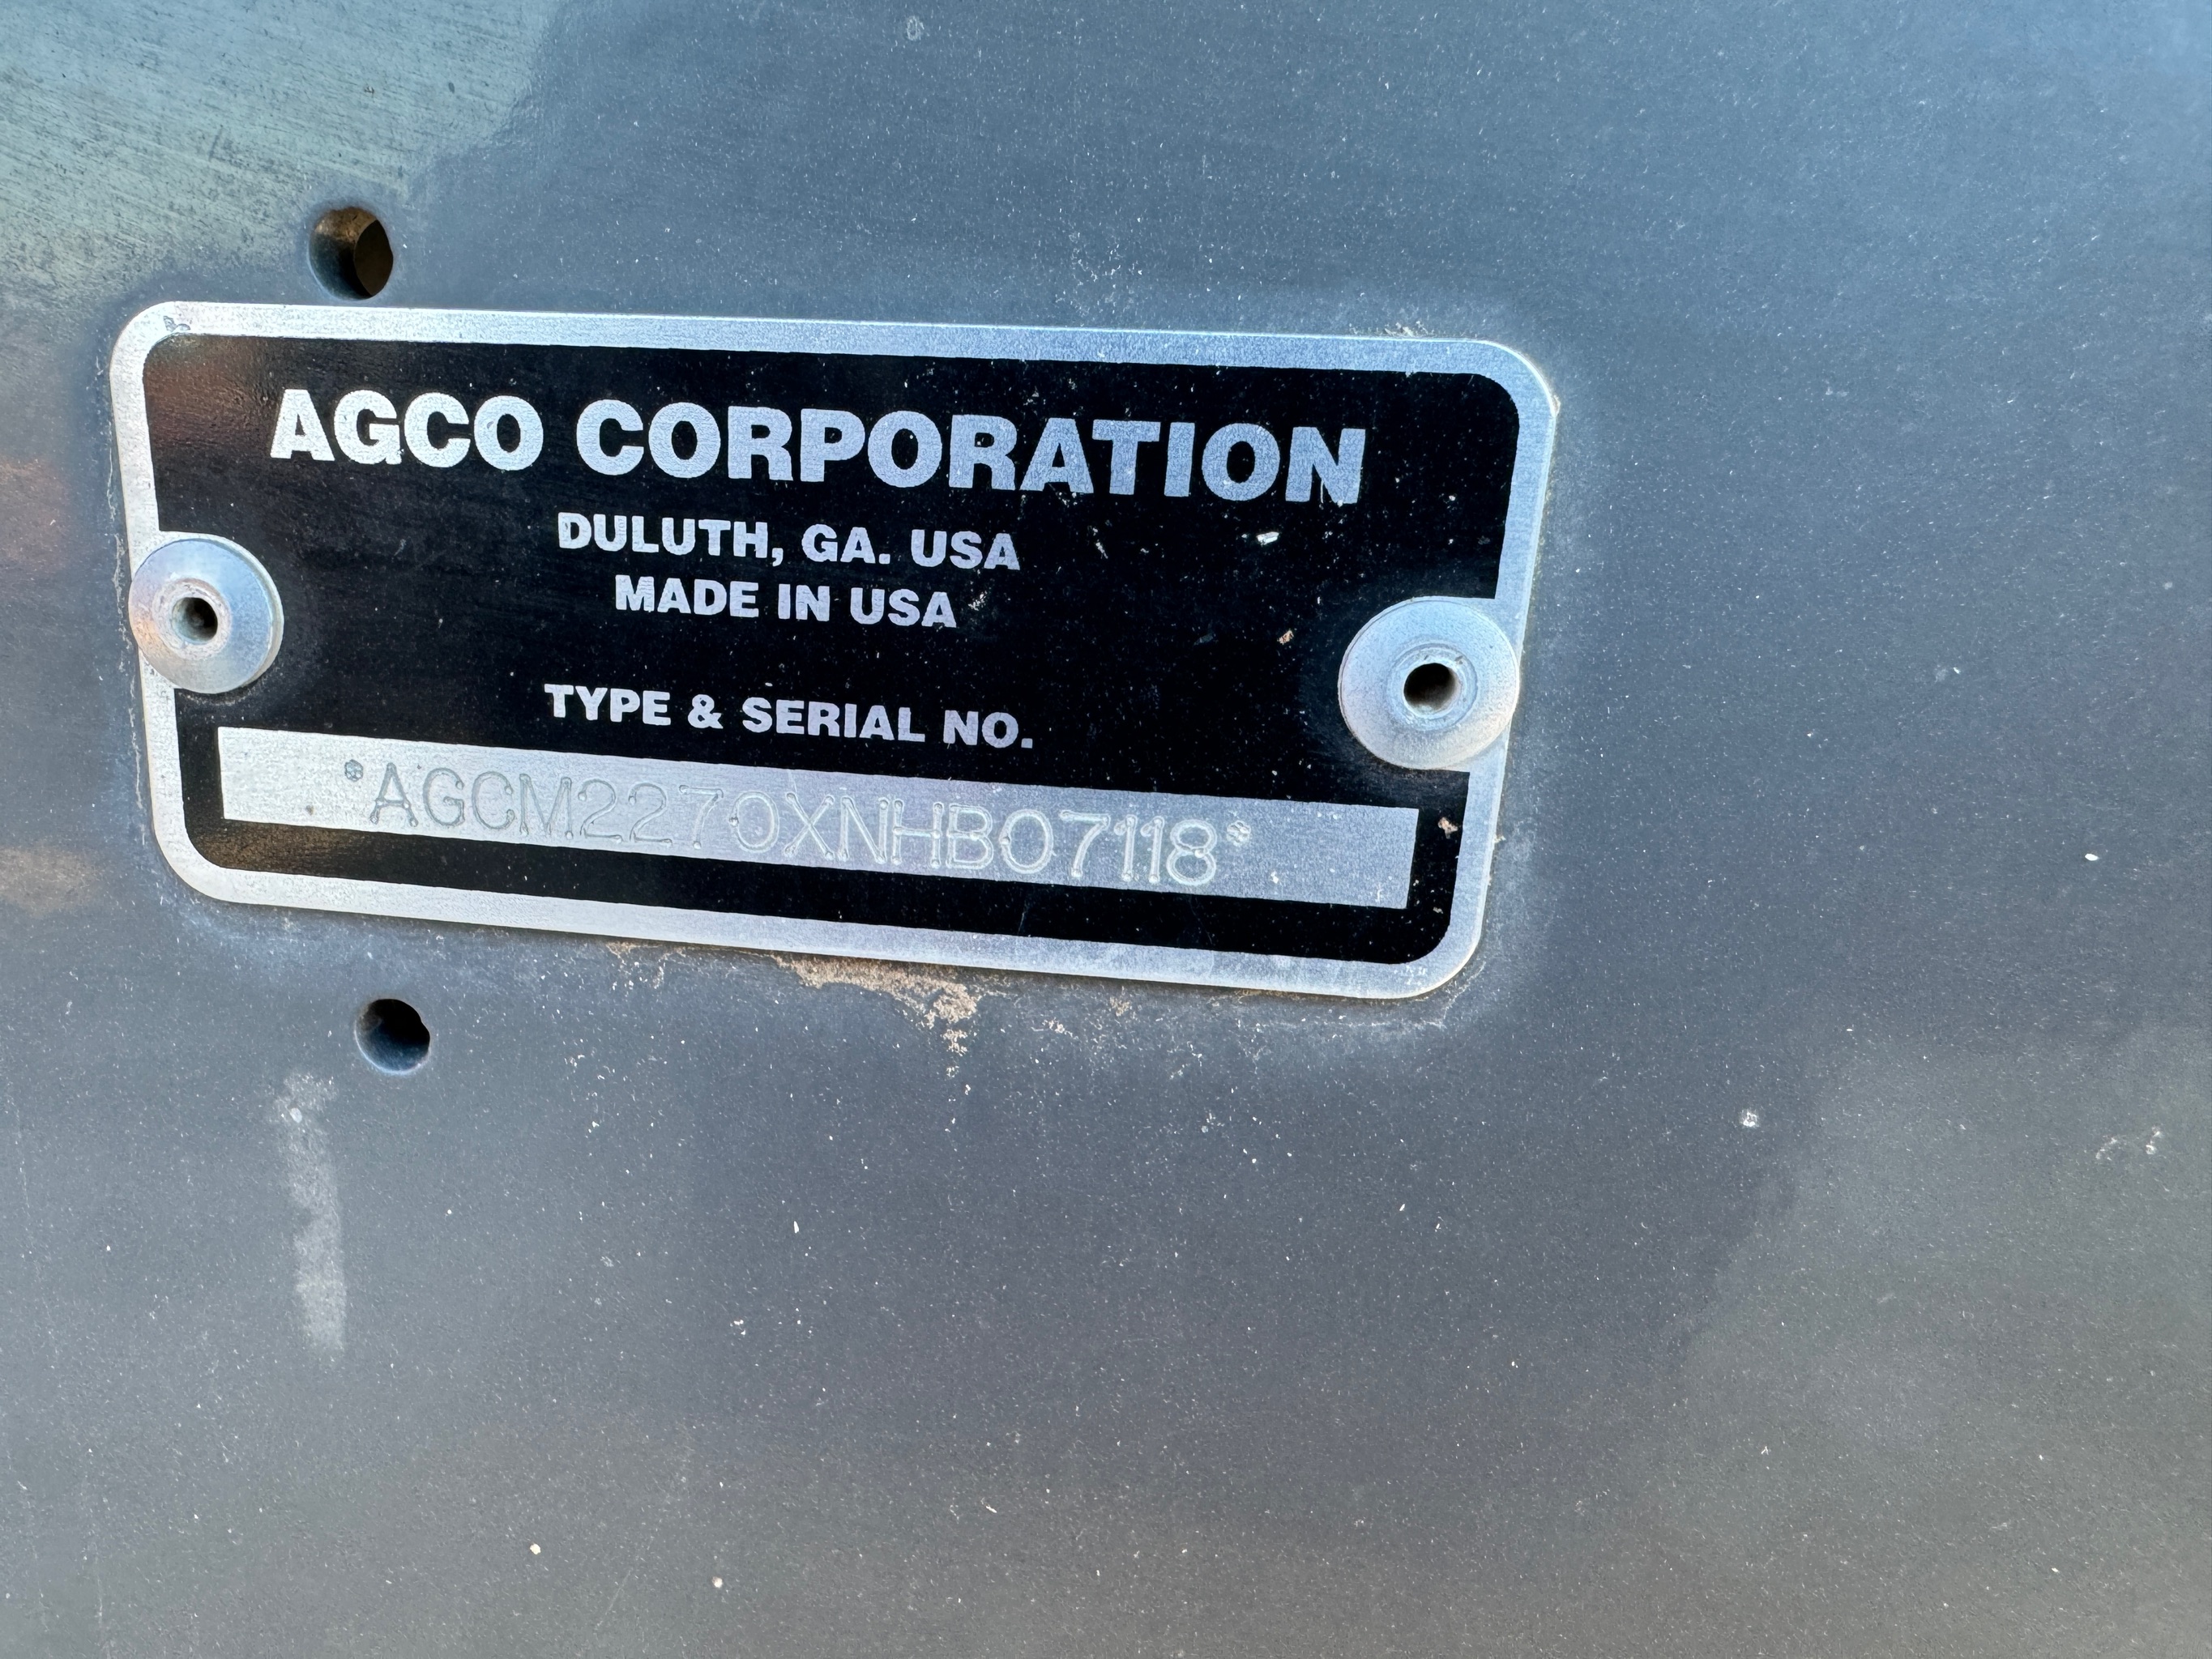 AGCO CORPORATION
DULUTH, GA. USA
MADE IN USA
TYPE & SERIAL NO.
*AGCM2270XNHB07118*